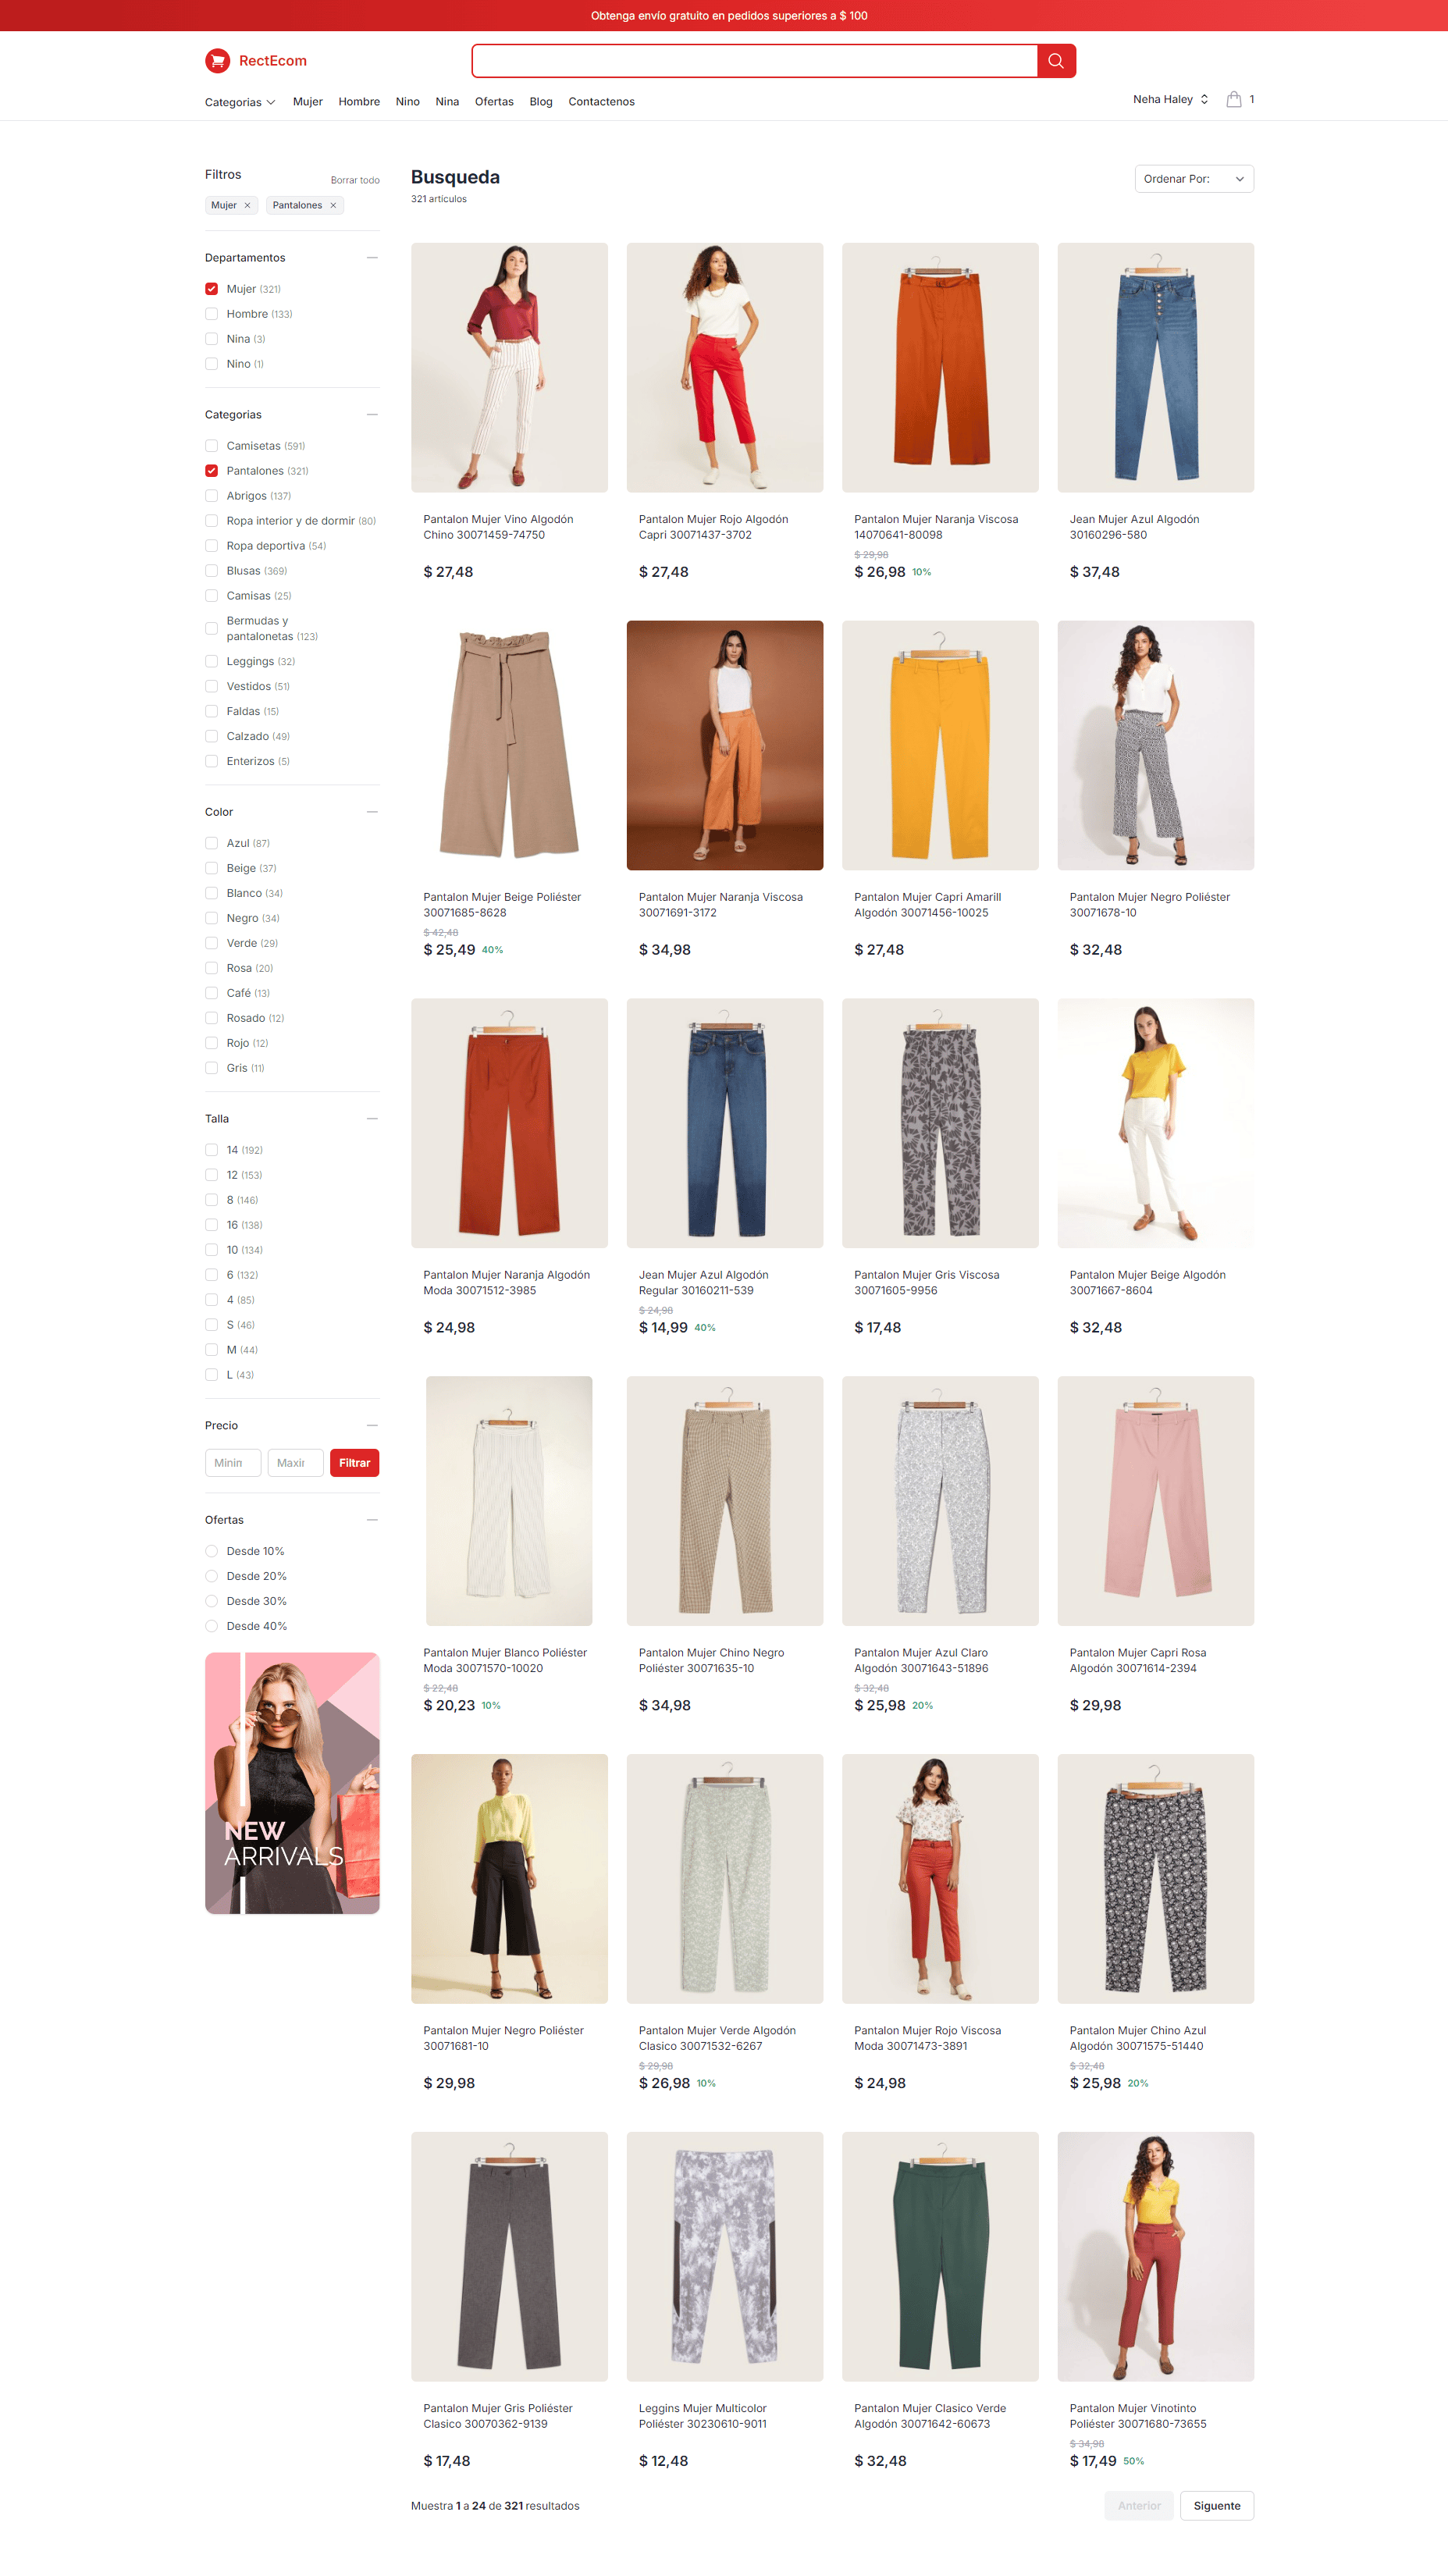 Obtenga envío gratuito en pedidos superiores a $ 100
RectEcom
Categorias Mujer Hombre Nino Nina Ofertas Blog Contactenos
Neha Haley 1
Filtros
Borrar todo
Mujer Pantalones
Departamentos
Mujer (321)
Hombre (133)
Nina (3)
Nino (1)
Categorias
Camisetas (591)
Pantalones (321)
Abrigos (137)
Ropa interior y de dormir (80)
Ropa deportiva (54)
Blusas (369)
Camisas (25)
Bermudas y
pantalonetas (123)
Leggings (32)
Vestidos (51)
Faldas (15)
Calzado (49)
Enterizos (5)
Color
Azul (87)
Beige (37)
Blanco (34)
Negro (34)
Verde (29)
Rosa (20)
Café (13)
Rosado (12)
Rojo (12)
Gris (11)
Talla
14 (192)
12 (153)
8 (146)
16 (138)
10 (134)
6 (132)
4 (85)
S (46)
M (44)
L (43)
Precio
Minin Maxir Filtrar
Ofertas
Desde 10%
Desde 20%
Desde 30%
Desde 40%
NEW
ARRIVALS
Busqueda
321 artículos
Ordenar Por:
Pantalon Mujer Vino Algodón
Chino 30071459-74750
$ 27,48
Pantalon Mujer Rojo Algodón
Capri 30071437-3702
$ 27,48
Pantalon Mujer Naranja Viscosa
14070641-80098
$ 29,98
$ 26,98 10%
Jean Mujer Azul Algodón
30160296-580
$ 37,48
Pantalon Mujer Beige Poliéster
30071685-8628
$ 42,48
$ 25,49 40%
Pantalon Mujer Naranja Viscosa
30071691-3172
$ 34,98
Pantalon Mujer Capri Amarill
Algodón 30071456-10025
$ 27,48
Pantalon Mujer Negro Poliéster
30071678-10
$ 32,48
Pantalon Mujer Naranja Algodón
Moda 30071512-3985
$ 24,98
Jean Mujer Azul Algodón
Regular 30160211-539
$ 24,98
$ 14,99 40%
Pantalon Mujer Gris Viscosa
30071605-9956
$ 17,48
Pantalon Mujer Beige Algodón
30071667-8604
$ 32,48
Pantalon Mujer Blanco Poliéster
Moda 30071570-10020
$ 22,48
$ 20,23 10%
Pantalon Mujer Chino Negro
Poliéster 30071635-10
$ 34,98
Pantalon Mujer Azul Claro
Algodón 30071643-51896
$ 32,48
$ 25,98 20%
Pantalon Mujer Capri Rosa
Algodón 30071614-2394
$ 29,98
Pantalon Mujer Negro Poliéster
30071681-10
$ 29,98
Pantalon Mujer Verde Algodón
Clasico 30071532-6267
$ 29,98
$ 26,98 10%
Pantalon Mujer Rojo Viscosa
Moda 30071473-3891
$ 24,98
Pantalon Mujer Chino Azul
Algodón 30071575-51440
$ 32,48
$ 25,98 20%
Pantalon Mujer Gris Poliéster
Clasico 30070362-9139
$ 17,48
Leggins Mujer Multicolor
Poliéster 30230610-9011
$ 12,48
Pantalon Mujer Clasico Verde
Algodón 30071642-60673
$ 32,48
Pantalon Mujer Vinotinto
Poliéster 30071680-73655
$ 34,98
$ 17,49 50%
Muestra 1 a 24 de 321 resultados
Anterior Siguente